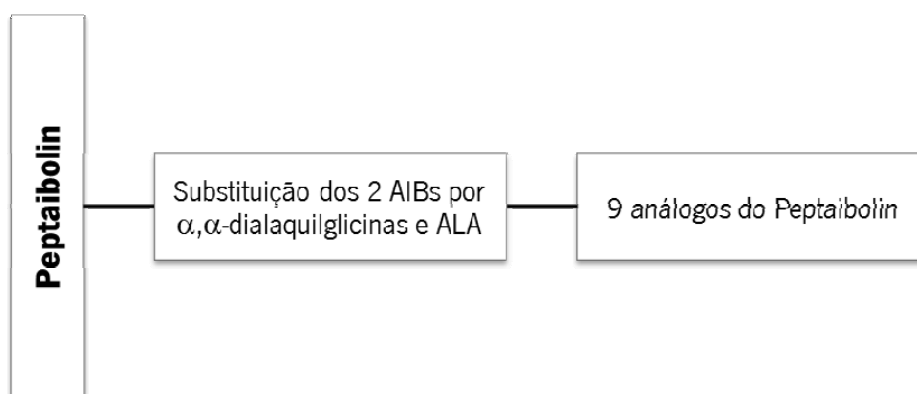 Peptaibolin
Substituição dos 2 AIBs por
α,α-dialaquilglicinas e ALA
9 análogos do Peptaibolin